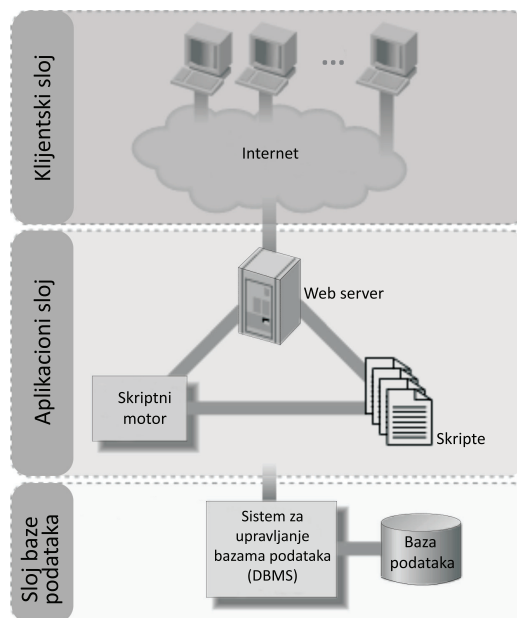 Klijentski sloj
...
Internet
Aplikacioni sloj
Web server
Skriptni
motor
Skripte
Sloj baze
podataka
Sistem za
upravljanje
bazama podataka
(DBMS)
Baza
podataka